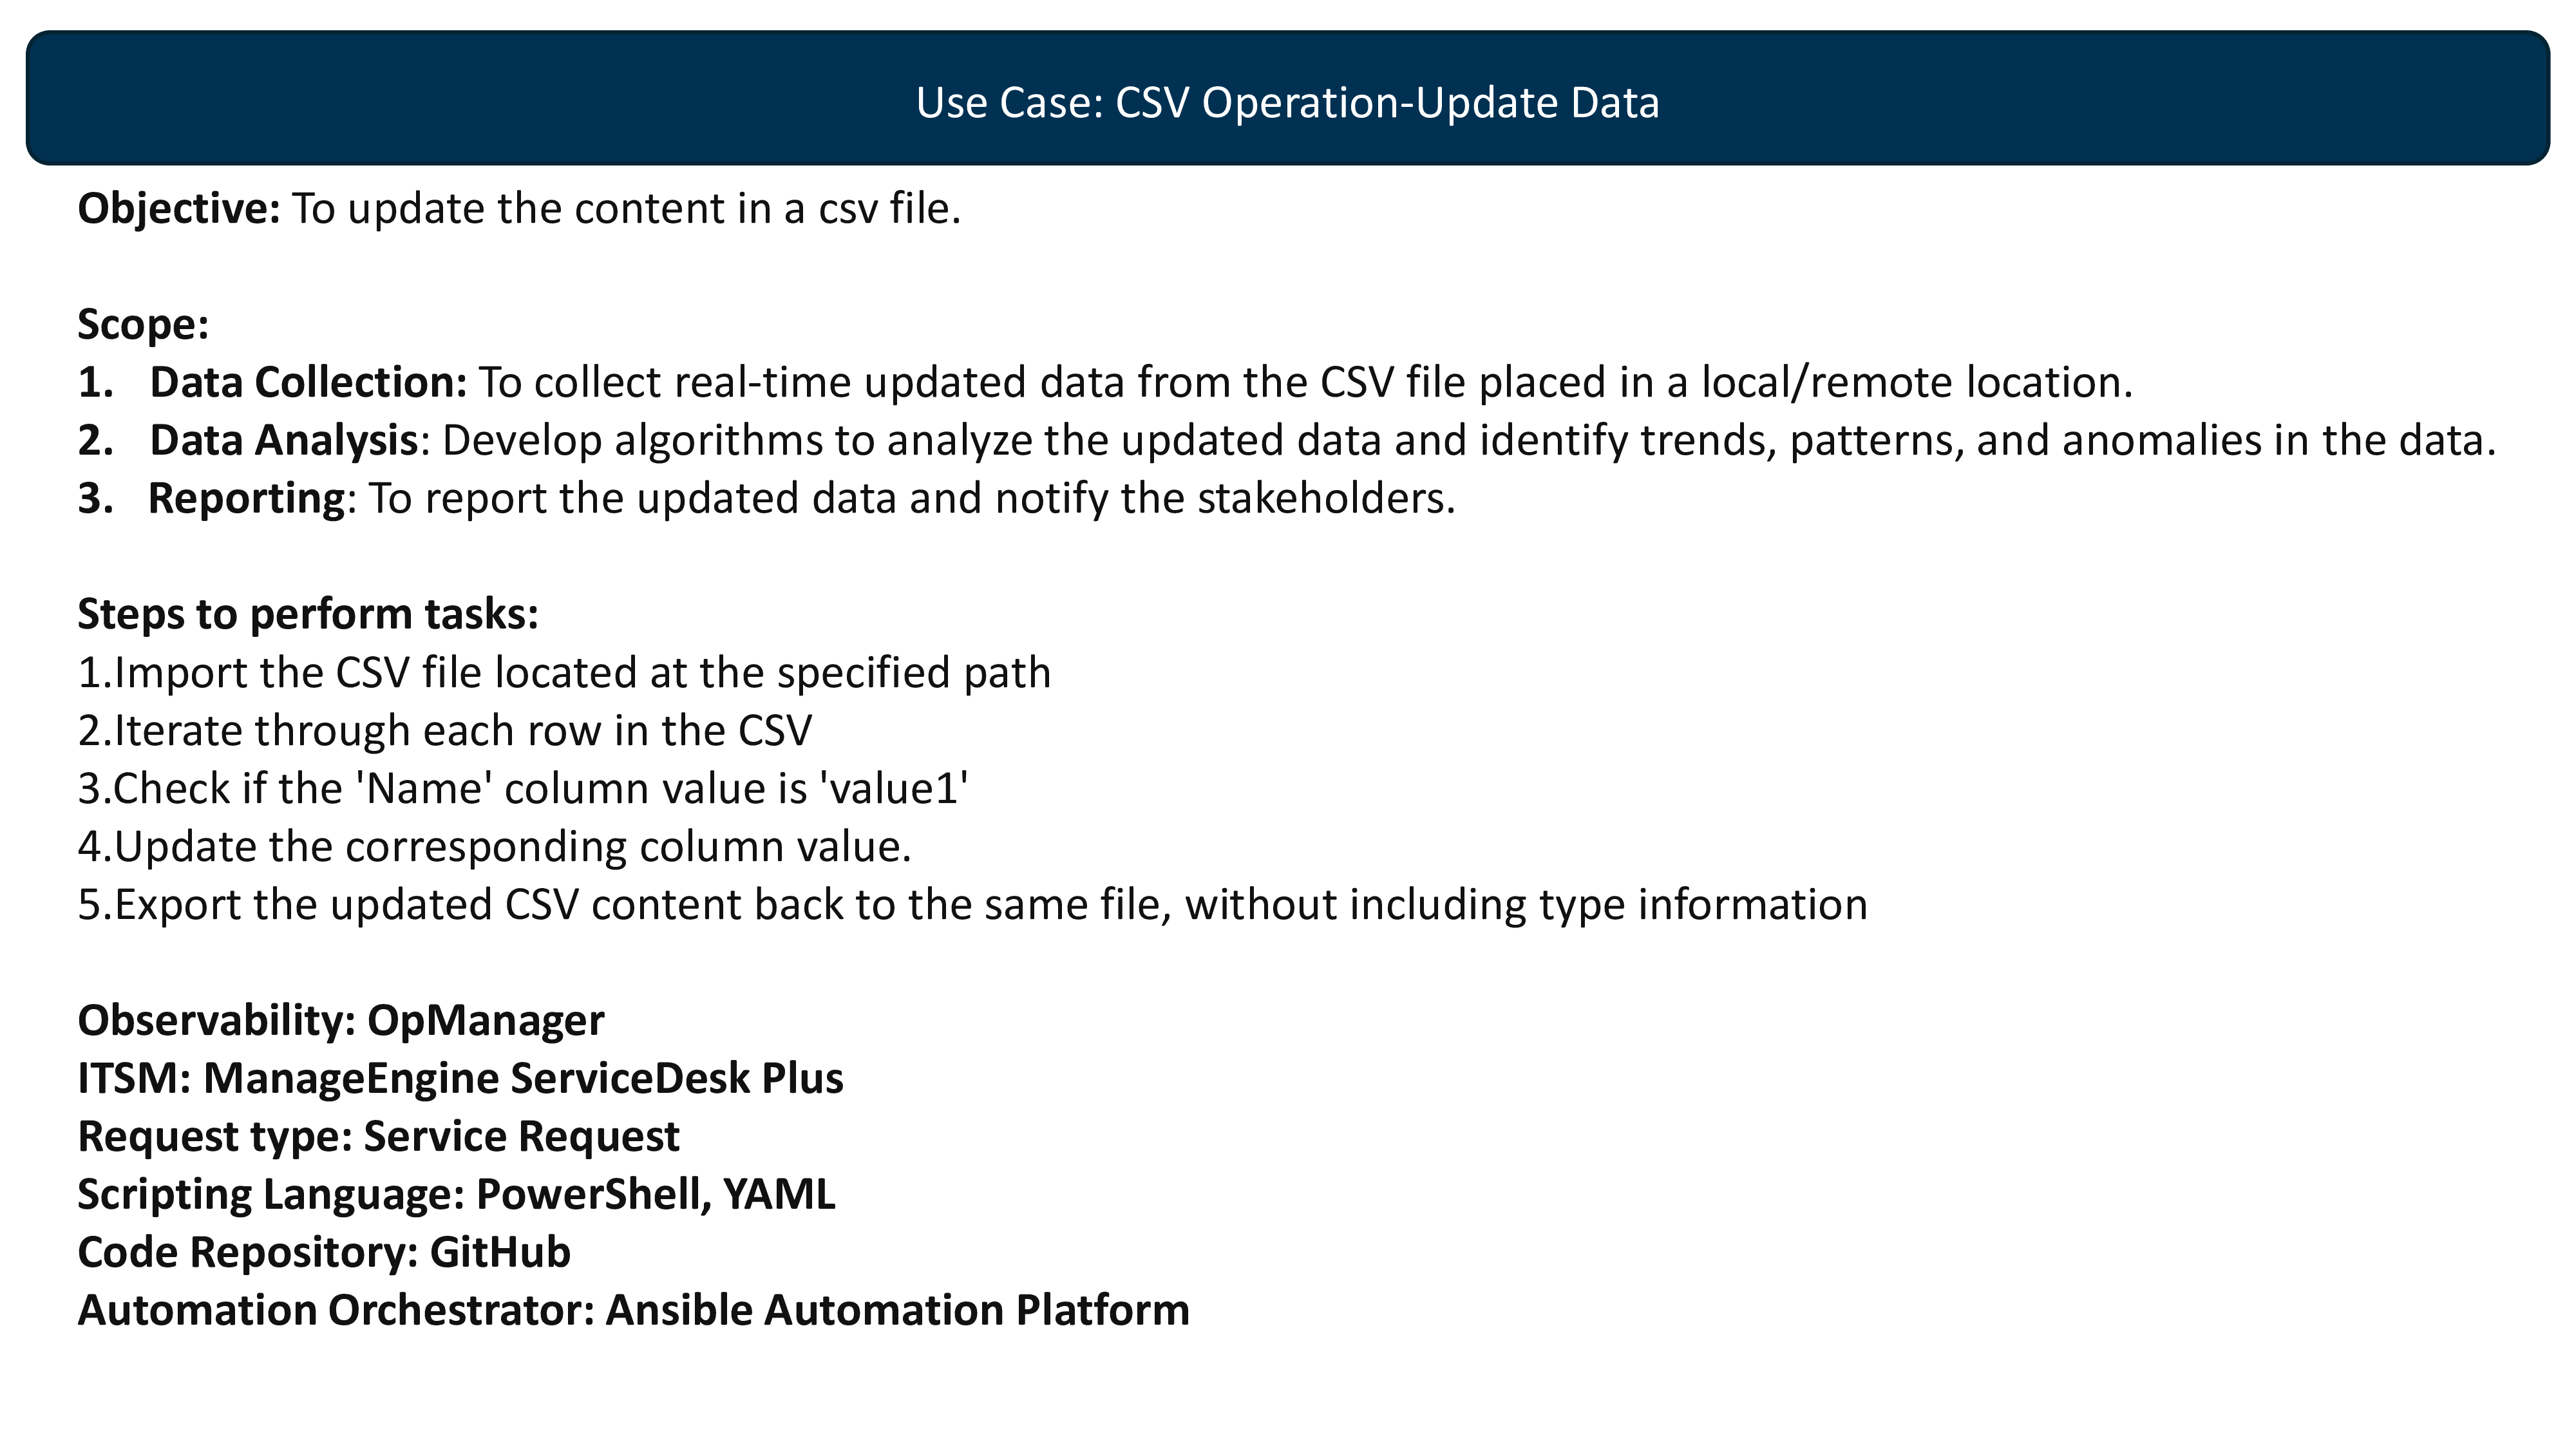 Use Case: CSV Operation-Update Data
Objective: To update the content in a csv file.
Scope:
1. Data Collection: To collect real-time updated data from the CSV file placed in a local/remote location.
2. Data Analysis: Develop algorithms to analyze the updated data and identify trends, patterns, and anomalies in the data.
3. Reporting: To report the updated data and notify the stakeholders.
Steps to perform tasks:
1.Import the CSV file located at the specified path
2.Iterate through each row in the CSV
3.Check if the 'Name' column value is 'value1'
4.Update the corresponding column value.
5.Export the updated CSV content back to the same file, without including type information
Observability: OpManager
ITSM: ManageEngine ServiceDesk Plus
Request type: Service Request
Scripting Language: PowerShell, YAML
Code Repository: GitHub
Automation Orchestrator: Ansible Automation Platform